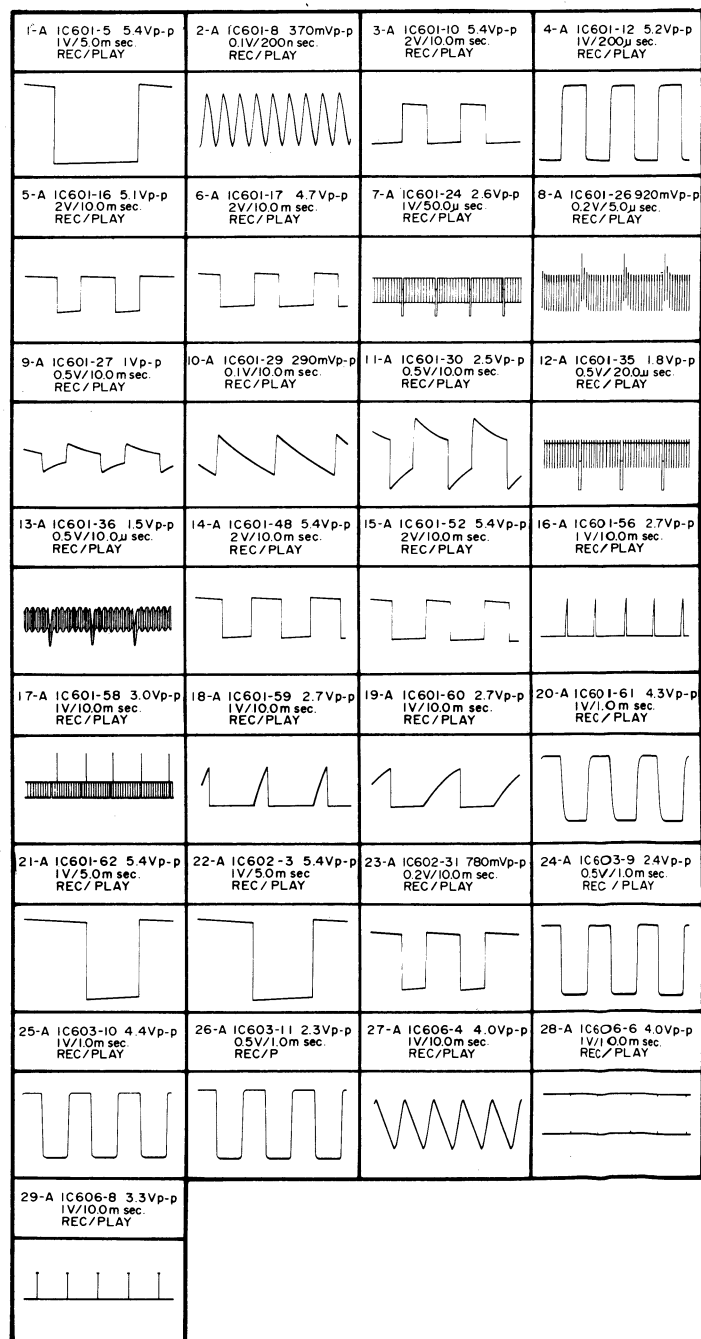 1-A IC601-5 5.4Vp-p
1V/5.0m sec.
REC/PLAY
2-A IC601-8 370mVp-p
0.1V/200n sec.
REC/PLAY
3-A IC601-10 5.4Vp-p
2V/10.0m sec.
REC/PLAY
4-A IC601-12 5.2Vp-p
1V/200μ sec.
REC/PLAY
5-A IC601-16 5.1Vp-p
2V/10.0m sec.
REC/PLAY
6-A IC601-17 4.7Vp-p
2V/10.0m sec.
REC/PLAY
7-A IC601-24 2.6Vp-p
1V/50.0μ sec.
REC/PLAY
8-A IC601-26 920mVp-p
0.2V/5.0μ sec.
REC/PLAY
9-A IC601-27 1Vp-p
0.5V/10.0m sec.
REC/PLAY
10-A IC601-29 290mVp-p
0.1V/10.0m sec.
REC/PLAY
11-A IC601-30 2.5Vp-p
0.5V/10.0m sec.
REC/PLAY
12-A IC601-35 1.8Vp-p
0.5V/20.0μ sec.
REC/PLAY
13-A IC601-36 1.5Vp-p
0.5V/10.0μ sec.
REC/PLAY
14-A IC601-48 5.4Vp-p
2V/10.0m sec.
REC/PLAY
15-A IC601-52 5.4Vp-p
2V/10.0m sec.
REC/PLAY
16-A IC601-56 2.7Vp-p
1V/10.0m sec.
REC/PLAY
17-A IC601-58 3.0Vp-p
1V/10.0m sec.
REC/PLAY
18-A IC601-59 2.7Vp-p
1V/10.0m sec.
REC/PLAY
19-A IC601-60 2.7Vp-p
1V/10.0m sec.
REC/PLAY
20-A IC601-61 4.3Vp-p
1V/1.0m sec.
REC/PLAY
21-A IC601-62 5.4Vp-p
1V/5.0m sec.
REC/PLAY
22-A IC602-3 5.4Vp-p
1V/5.0m sec
REC/PLAY
23-A IC602-31 780mVp-p
0.2V/10.0m sec.
REC/PLAY
24-A IC603-9 2.4Vp-p
0.5V/1.0m sec.
REC / PLAY
25-A IC603-10 4.4Vp-p
1V/1.0m sec.
REC/PLAY
26-A IC603-11 2.3Vp-p
0.5V/1.0m sec.
REC/P
27-A IC606-4 4.0Vp-p
1V/10.0m sec.
REC/PLAY
28-A IC606-6 4.0Vp-p
1V/10.0m sec.
REC/PLAY
29-A IC606-8 3.3Vp-p
1V/10.0m sec.
REC/PLAY